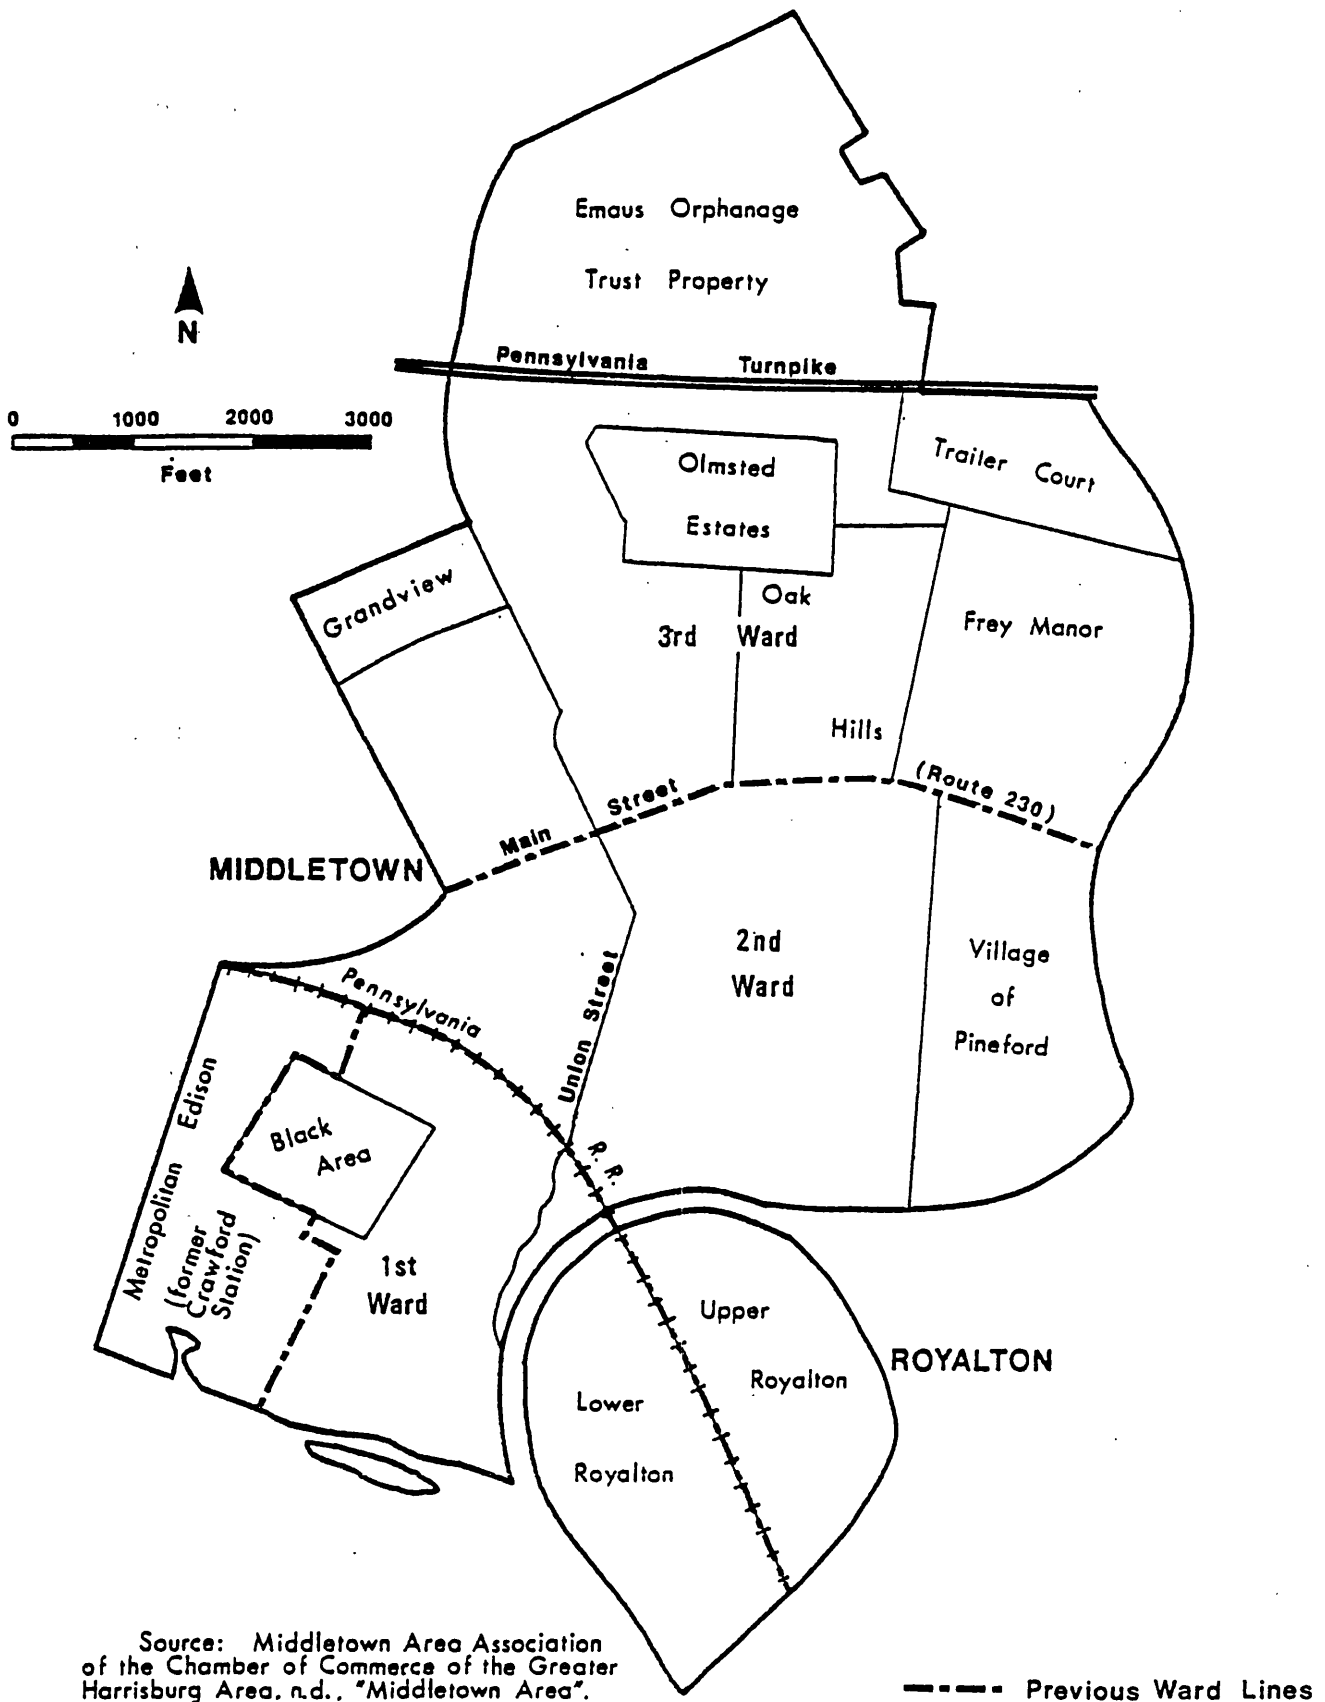 Emaus Orphanage
Trust Property
N
Pennsylvania Turnpike
0 1000 2000 3000
Feet
Olmsted
Estates
Trailer Court
Grandview
Oak
3rd Ward
Frey Manor
Hills
Main Street
(Route 230)
MIDDLETOWN
2nd
Ward
Village
of
Pineford
Pennsylvania
R. R.
Union Street
Metropolitan Edison
(former
Crawford
Station)
Black
Area
1st
Ward
Upper
Royalton
ROYALTON
Lower
Royalton
Source: Middletown Area Association
of the Chamber of Commerce of the Greater
Harrisburg Area, n.d., "Middletown Area".
Previous Ward Lines